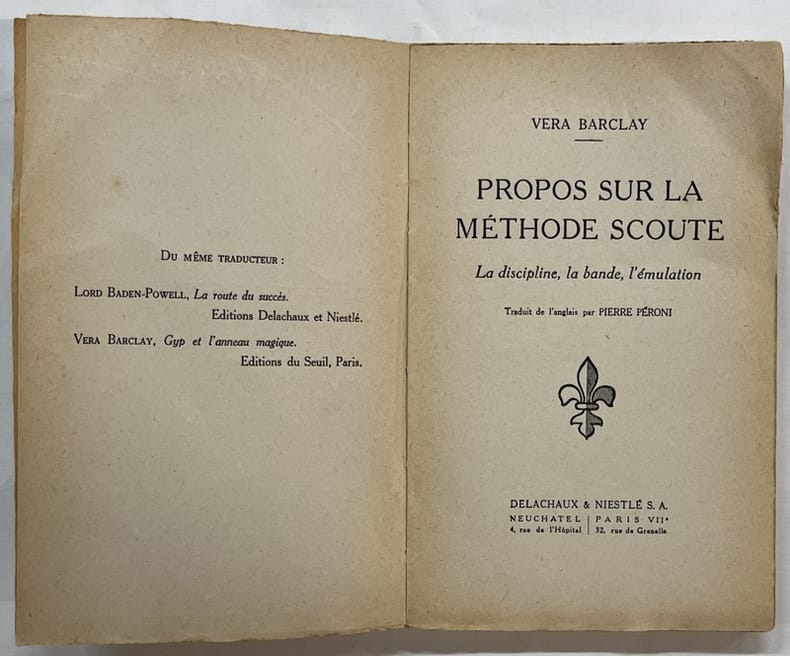 DU MÊME TRADUCTEUR :
LORD BADEN-POWELL, La route du succès.
Editions Delachaux et Niestlé.
VERA BARCLAY, Gyp et l'anneau magique.
Editions du Seuil, Paris.
VERA BARCLAY
PROPOS SUR LA
MÉTHODE SCOUTE
La discipline, la bande, l'émulation
Traduit de l'anglais par PIERRE PÉRONI
DELACHAUX & NIESTLÉ S. A.
NEUCHATEL | PARIS VIIe
4, rue de l'Hôpital | 32, rue de Grenelle